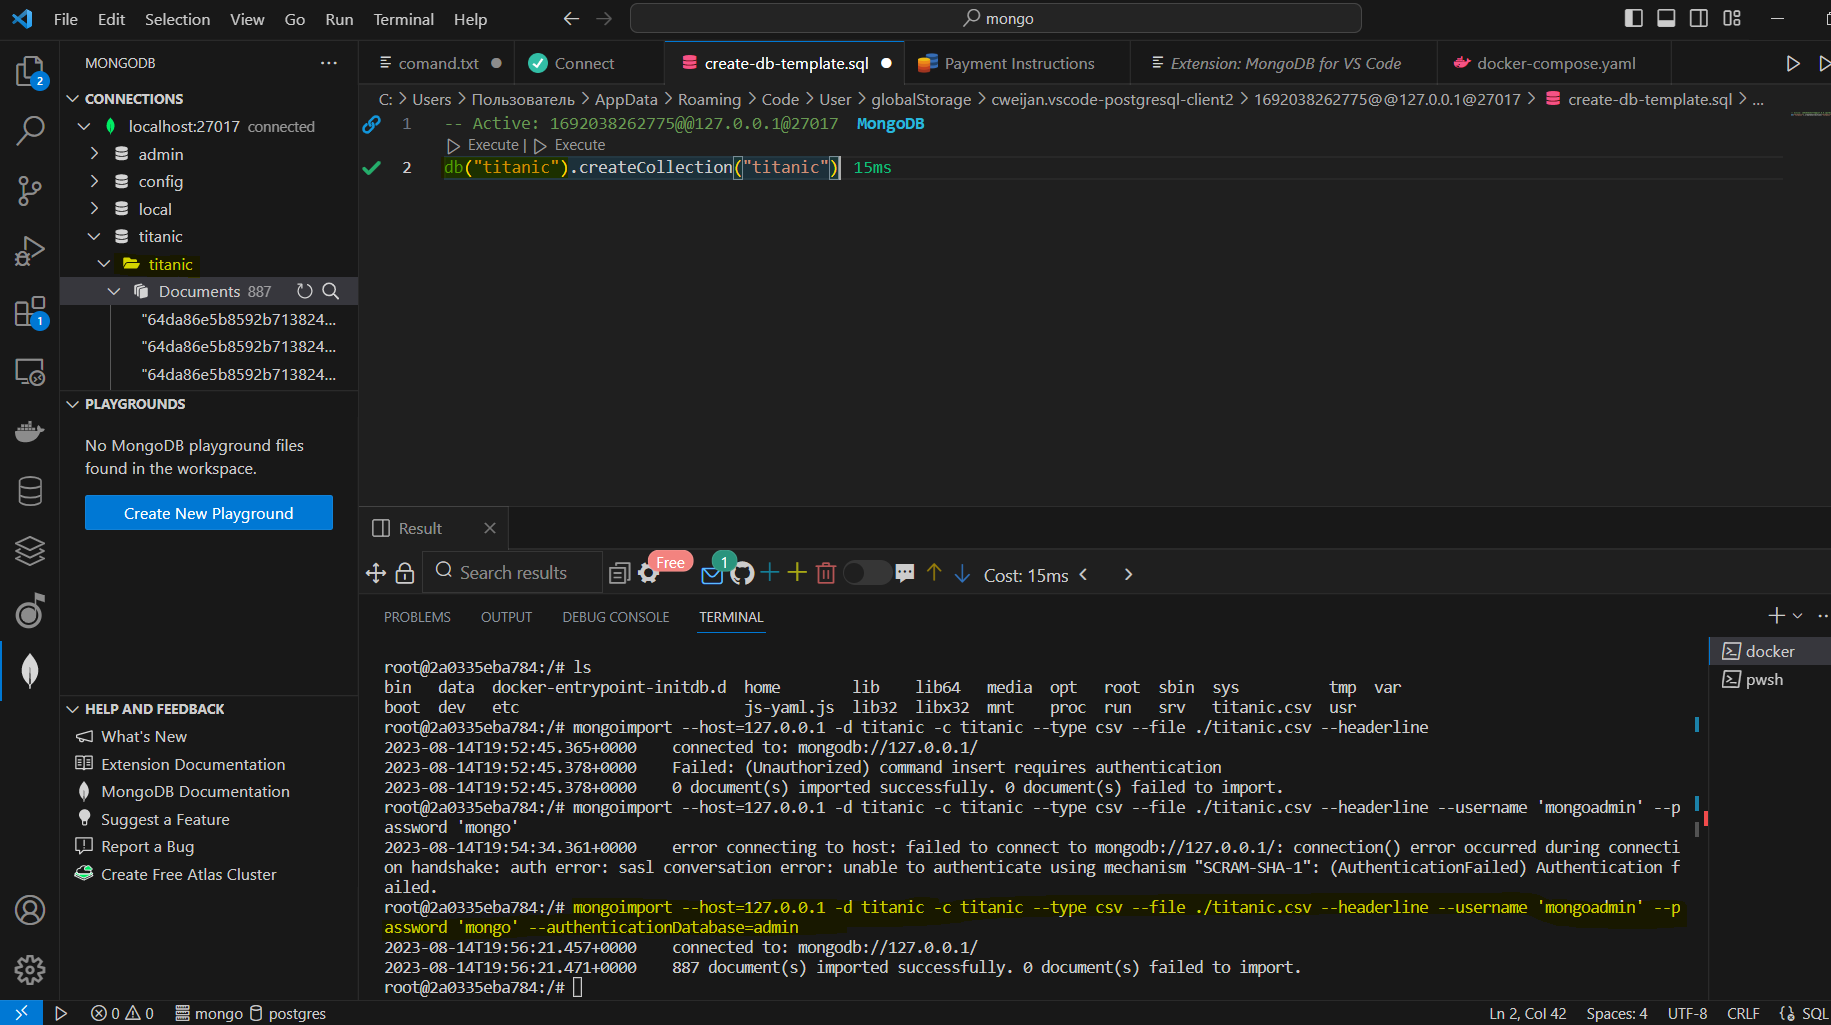 File Edit Selection View Go Run Terminal Help
mongo
MONGODB
CONNECTIONS
localhost:27017 connected
admin
config
local
titanic
titanic
Documents 887
"64da86e5b8592b713824...
"64da86e5b8592b713824...
"64da86e5b8592b713824...
PLAYGROUNDS
No MongoDB playground files
found in the workspace.
Create New Playground
HELP AND FEEDBACK
What's New
Extension Documentation
MongoDB Documentation
Suggest a Feature
Report a Bug
Create Free Atlas Cluster
2
1
comand.txt Connect create-db-template.sql Payment Instructions Extension: MongoDB for VS Code docker-compose.yaml
C: > Users > Пользователь > AppData > Roaming > Code > User > globalStorage > cweijan.vscode-postgresql-client2 > 1692038262775@@127.0.0.1@27017 > create-db-template.sql > ...
1 -- Active: 1692038262775@@127.0.0.1@27017 MongoDB
Execute | Execute
2 db("titanic").createCollection("titanic") 15ms
Result
Search results Free 1 Cost: 15ms
PROBLEMS OUTPUT DEBUG CONSOLE TERMINAL
docker
pwsh
root@2a0335eba784:/# ls
bin data docker-entrypoint-initdb.d home lib lib64 media opt root sbin sys tmp var
boot dev etc js-yaml.js lib32 libx32 mnt proc run srv titanic.csv usr
root@2a0335eba784:/# mongoimport --host=127.0.0.1 -d titanic -c titanic --type csv --file ./titanic.csv --headerline
2023-08-14T19:52:45.365+0000 connected to: mongodb://127.0.0.1/
2023-08-14T19:52:45.378+0000 Failed: (Unauthorized) command insert requires authentication
2023-08-14T19:52:45.378+0000 0 document(s) imported successfully. 0 document(s) failed to import.
root@2a0335eba784:/# mongoimport --host=127.0.0.1 -d titanic -c titanic --type csv --file ./titanic.csv --headerline --username 'mongoadmin' --p
assword 'mongo'
2023-08-14T19:54:34.361+0000 error connecting to host: failed to connect to mongodb://127.0.0.1/: connection() error occurred during connecti
on handshake: auth error: sasl conversation error: unable to authenticate using mechanism "SCRAM-SHA-1": (AuthenticationFailed) Authentication f
ailed.
root@2a0335eba784:/# mongoimport --host=127.0.0.1 -d titanic -c titanic --type csv --file ./titanic.csv --headerline --username 'mongoadmin' --p
assword 'mongo' --authenticationDatabase=admin
2023-08-14T19:56:21.457+0000 connected to: mongodb://127.0.0.1/
2023-08-14T19:56:21.471+0000 887 document(s) imported successfully. 0 document(s) failed to import.
root@2a0335eba784:/#
0 0 mongo postgres Ln 2, Col 42 Spaces: 4 UTF-8 CRLF SQL